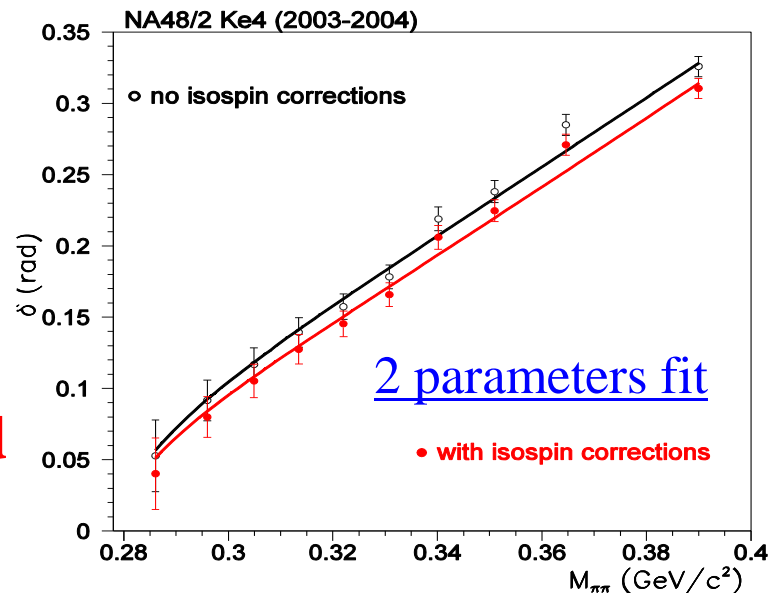 NA48/2 Ke4 (2003-2004)
δ (rad)
0.35
0.3
0.25
0.2
0.15
0.1
0.05
0
no isospin corrections
2 parameters fit
with isospin corrections
0.28 0.3 0.32 0.34 0.36 0.38 0.4
Mππ (GeV/c²)